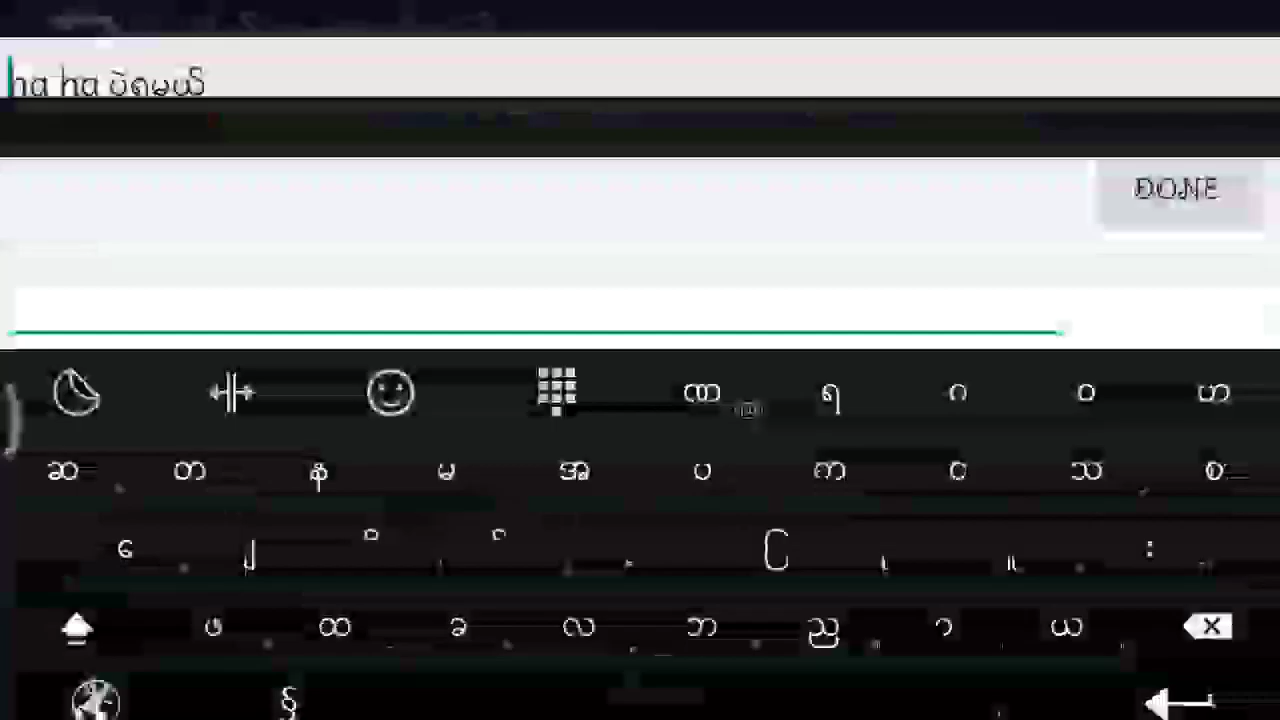 ha ha ပဲရမယ်
DONE
ထ ရ ဂ ဝ ဟ
ဆ တ န မ အ ပ က င သ စ
ေ ျ ိ ် ြ ု ူ း
ဖ ထ ခ လ ဘ ည ာ ယ